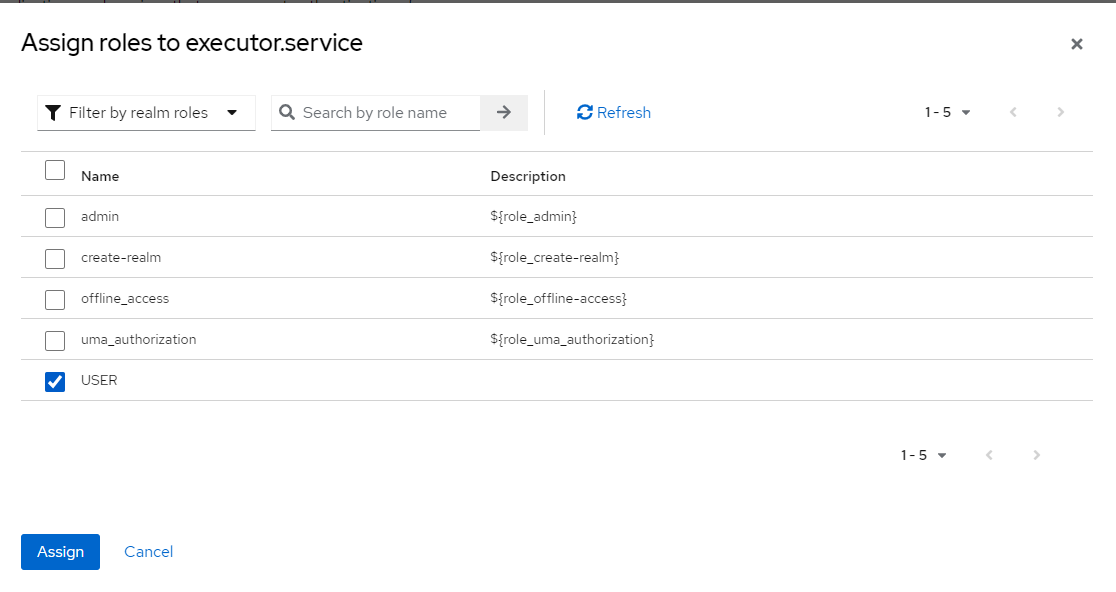 Assign roles to executor.service
Filter by realm roles
Search by role name
Refresh
1 - 5
Name Description
admin ${role_admin}
create-realm ${role_create-realm}
offline_access ${role_offline-access}
uma_authorization ${role_uma_authorization}
USER
1 - 5
Assign Cancel